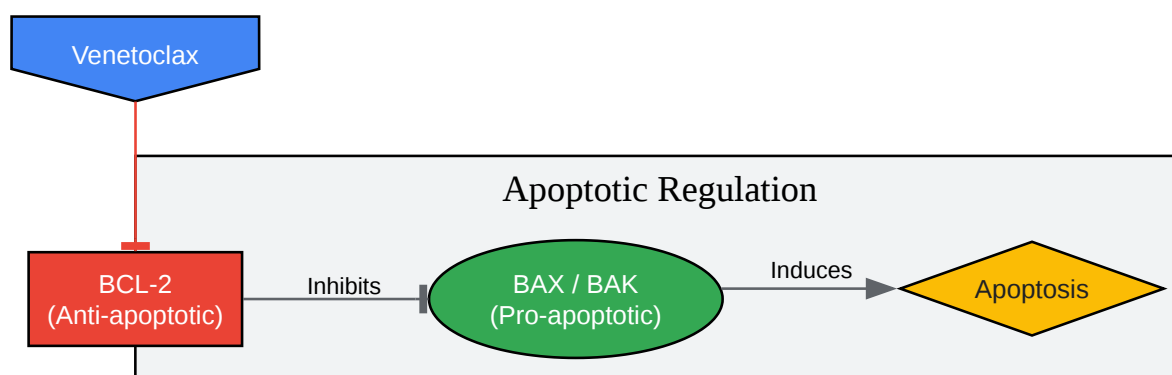 Venetoclax
Apoptotic Regulation
BCL-2
(Anti-apoptotic)
Inhibits
BAX / BAK
(Pro-apoptotic)
Induces
Apoptosis